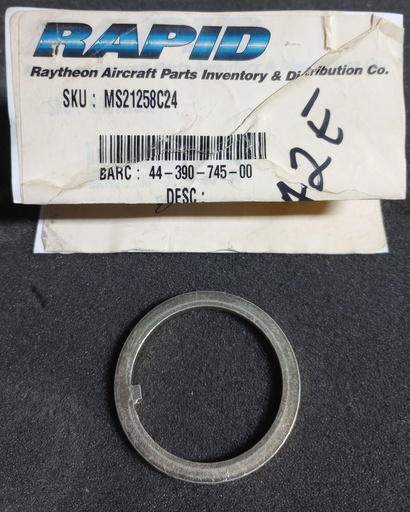 RAPID
Raytheon Aircraft Parts Inventory & Distribution Co.
SKU : MS21258C24
BARC : 44-390-745-00
DESC :